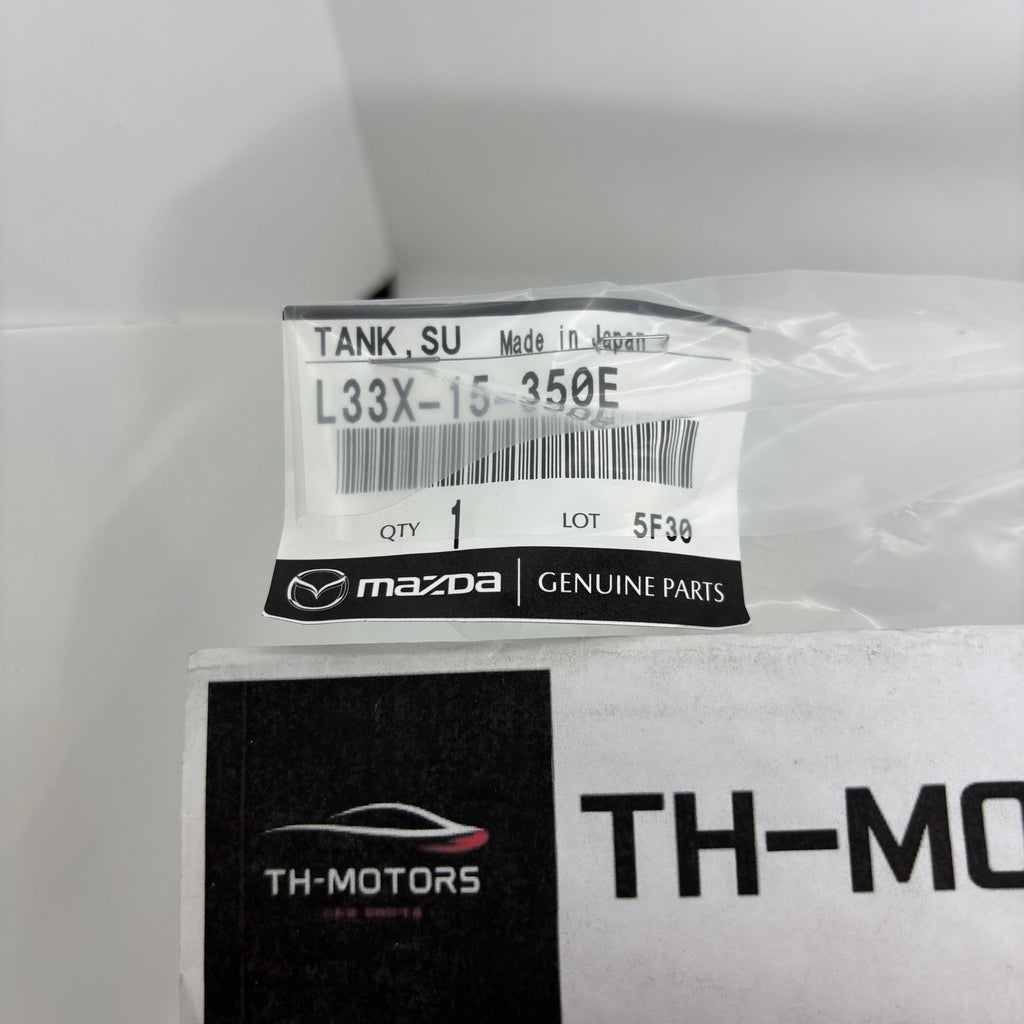 TANK, SU Made in Japan
L33X-15-350E
QTY 1 LOT 5F30
mazda GENUINE PARTS
TH-MO
TH-MOTORS